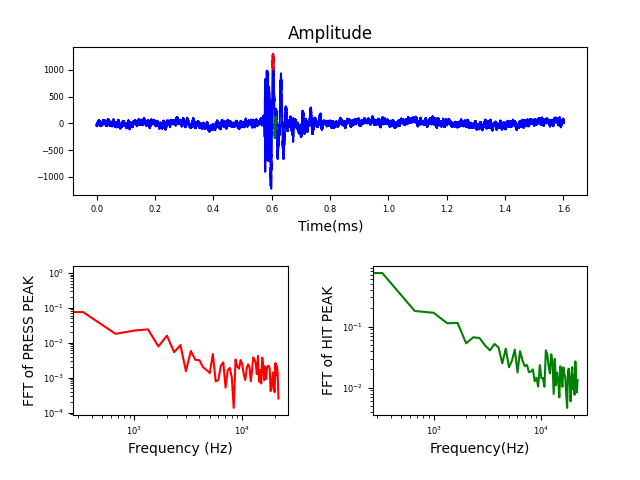 Amplitude
1000
500
0
−500
−1000
0.0 0.2 0.4 0.6 0.8 1.0 1.2 1.4 1.6
Time(ms)
FFT of PRESS PEAK
10⁰
10⁻¹
10⁻²
10⁻³
10⁻⁴
10³ 10⁴
Frequency (Hz)
FFT of HIT PEAK
10⁻¹
10⁻²
10³ 10⁴
Frequency(Hz)